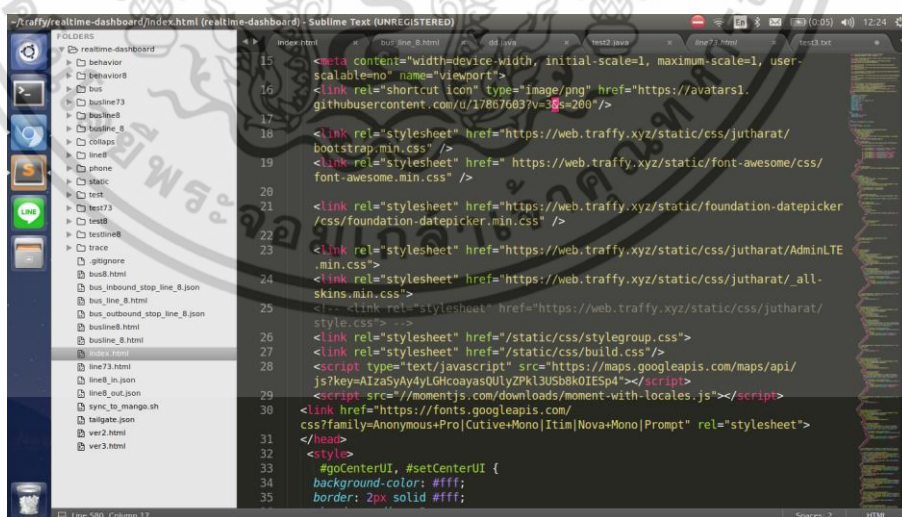 ~/traffy/realtime-dashboard/index.html (realtime-dashboard) - Sublime Text (UNREGISTERED)
En
(0:05)
12:24
FOLDERS
realtime-dashboard
behavior
behavior8
bus
busline73
busline8
busline_8
collaps
line8
phone
static
test
test73
test8
testline8
trace
.gitignore
bus8.html
bus_inbound_stop_line_8.json
bus_line_8.html
bus_outbound_stop_line_8.json
busline8.html
busline_8.html
index.html
line73.html
line8_in.json
line8_out.json
sync_to_mango.sh
tailgate.json
ver2.html
ver3.html
LINE
index.html
bus_line_8.html
dd.java
test2.java
line73.html
test3.txt
15 <meta content="width=device-width, initial-scale=1, maximum-scale=1, user-
scalable=no" name="viewport">
16 <link rel="shortcut icon" type="image/png" href="https://avatars1.
githubusercontent.com/u/17867603?v=3&s=200"/>
17
18 <link rel="stylesheet" href="https://web.traffy.xyz/static/css/jutharat/
bootstrap.min.css" />
19 <link rel="stylesheet" href=" https://web.traffy.xyz/static/font-awesome/css/
font-awesome.min.css" />
20
21 <link rel="stylesheet" href="https://web.traffy.xyz/static/foundation-datepicker
/css/foundation-datepicker.min.css" />
22
23 <link rel="stylesheet" href="https://web.traffy.xyz/static/css/jutharat/AdminLTE
.min.css">
24 <link rel="stylesheet" href="https://web.traffy.xyz/static/css/jutharat/_all-
skins.min.css">
25 <!-- <link rel="stylesheet" href="https://web.traffy.xyz/static/css/jutharat/
style.css"> -->
26 <link rel="stylesheet" href="/static/css/stylegroup.css">
27 <link rel="stylesheet" href="/static/css/build.css"/>
28 <script type="text/javascript" src="https://maps.googleapis.com/maps/api/
js?key=AIzaSyAy4yLGHcoayasQUlyZPkl3USb8kOIESp4"></script>
29 <script src="//momentjs.com/downloads/moment-with-locales.js"></script>
30 <link href="https://fonts.googleapis.com/
css?family=Anonymous+Pro|Cutive+Mono|Itim|Nova+Mono|Prompt" rel="stylesheet">
31 </head>
32 <style>
33 #goCenterUI, #setCenterUI {
34 background-color: #fff;
35 border: 2px solid #fff;
Line 580, Column 17
Spaces: 2
HTML